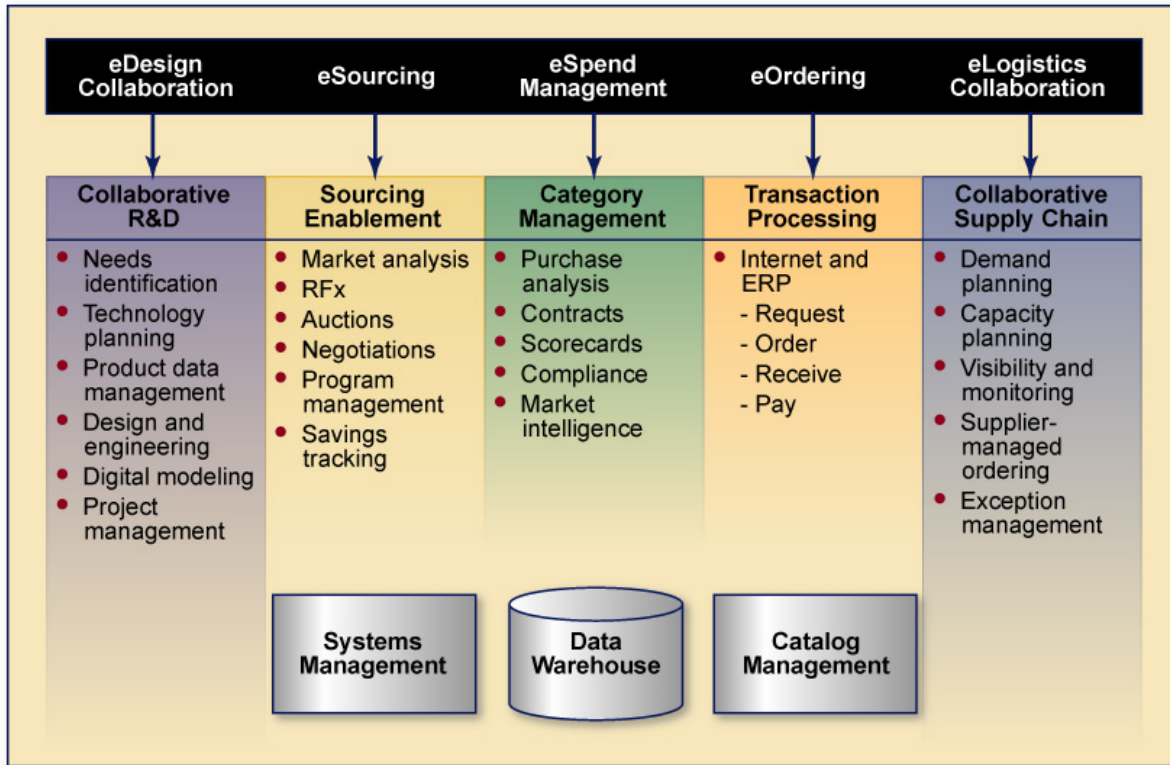 eDesign
Collaboration
eSourcing
eSpend
Management
eOrdering
eLogistics
Collaboration
Collaborative
R&D
• Needs
identification
• Technology
planning
• Product data
management
• Design and
engineering
• Digital modeling
• Project
management
Sourcing
Enablement
• Market analysis
• RFx
• Auctions
• Negotiations
• Program
management
• Savings
tracking
Category
Management
• Purchase
analysis
• Contracts
• Scorecards
• Compliance
• Market
intelligence
Transaction
Processing
• Internet and
ERP
- Request
- Order
- Receive
- Pay
Collaborative
Supply Chain
• Demand
planning
• Capacity
planning
• Visibility and
monitoring
• Supplier-
managed
ordering
• Exception
management
Systems
Management
Data
Warehouse
Catalog
Management